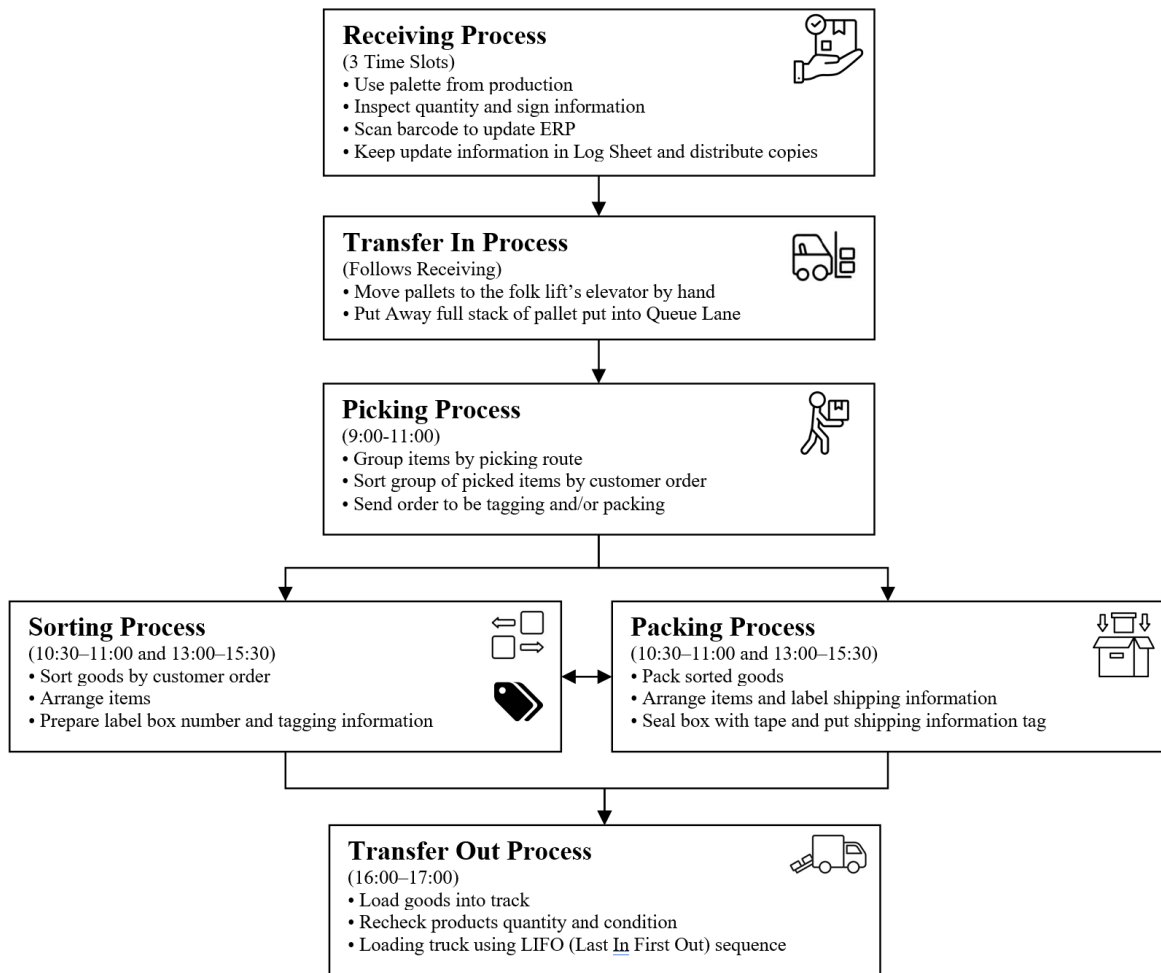 Receiving Process
(3 Time Slots)
• Use palette from production
• Inspect quantity and sign information
• Scan barcode to update ERP
• Keep update information in Log Sheet and distribute copies
Transfer In Process
(Follows Receiving)
• Move pallets to the folk lift’s elevator by hand
• Put Away full stack of pallet put into Queue Lane
Picking Process
(9:00-11:00)
• Group items by picking route
• Sort group of picked items by customer order
• Send order to be tagging and/or packing
Sorting Process
(10:30–11:00 and 13:00–15:30)
• Sort goods by customer order
• Arrange items
• Prepare label box number and tagging information
Packing Process
(10:30–11:00 and 13:00–15:30)
• Pack sorted goods
• Arrange items and label shipping information
• Seal box with tape and put shipping information tag
Transfer Out Process
(16:00–17:00)
• Load goods into track
• Recheck products quantity and condition
• Loading truck using LIFO (Last In First Out) sequence